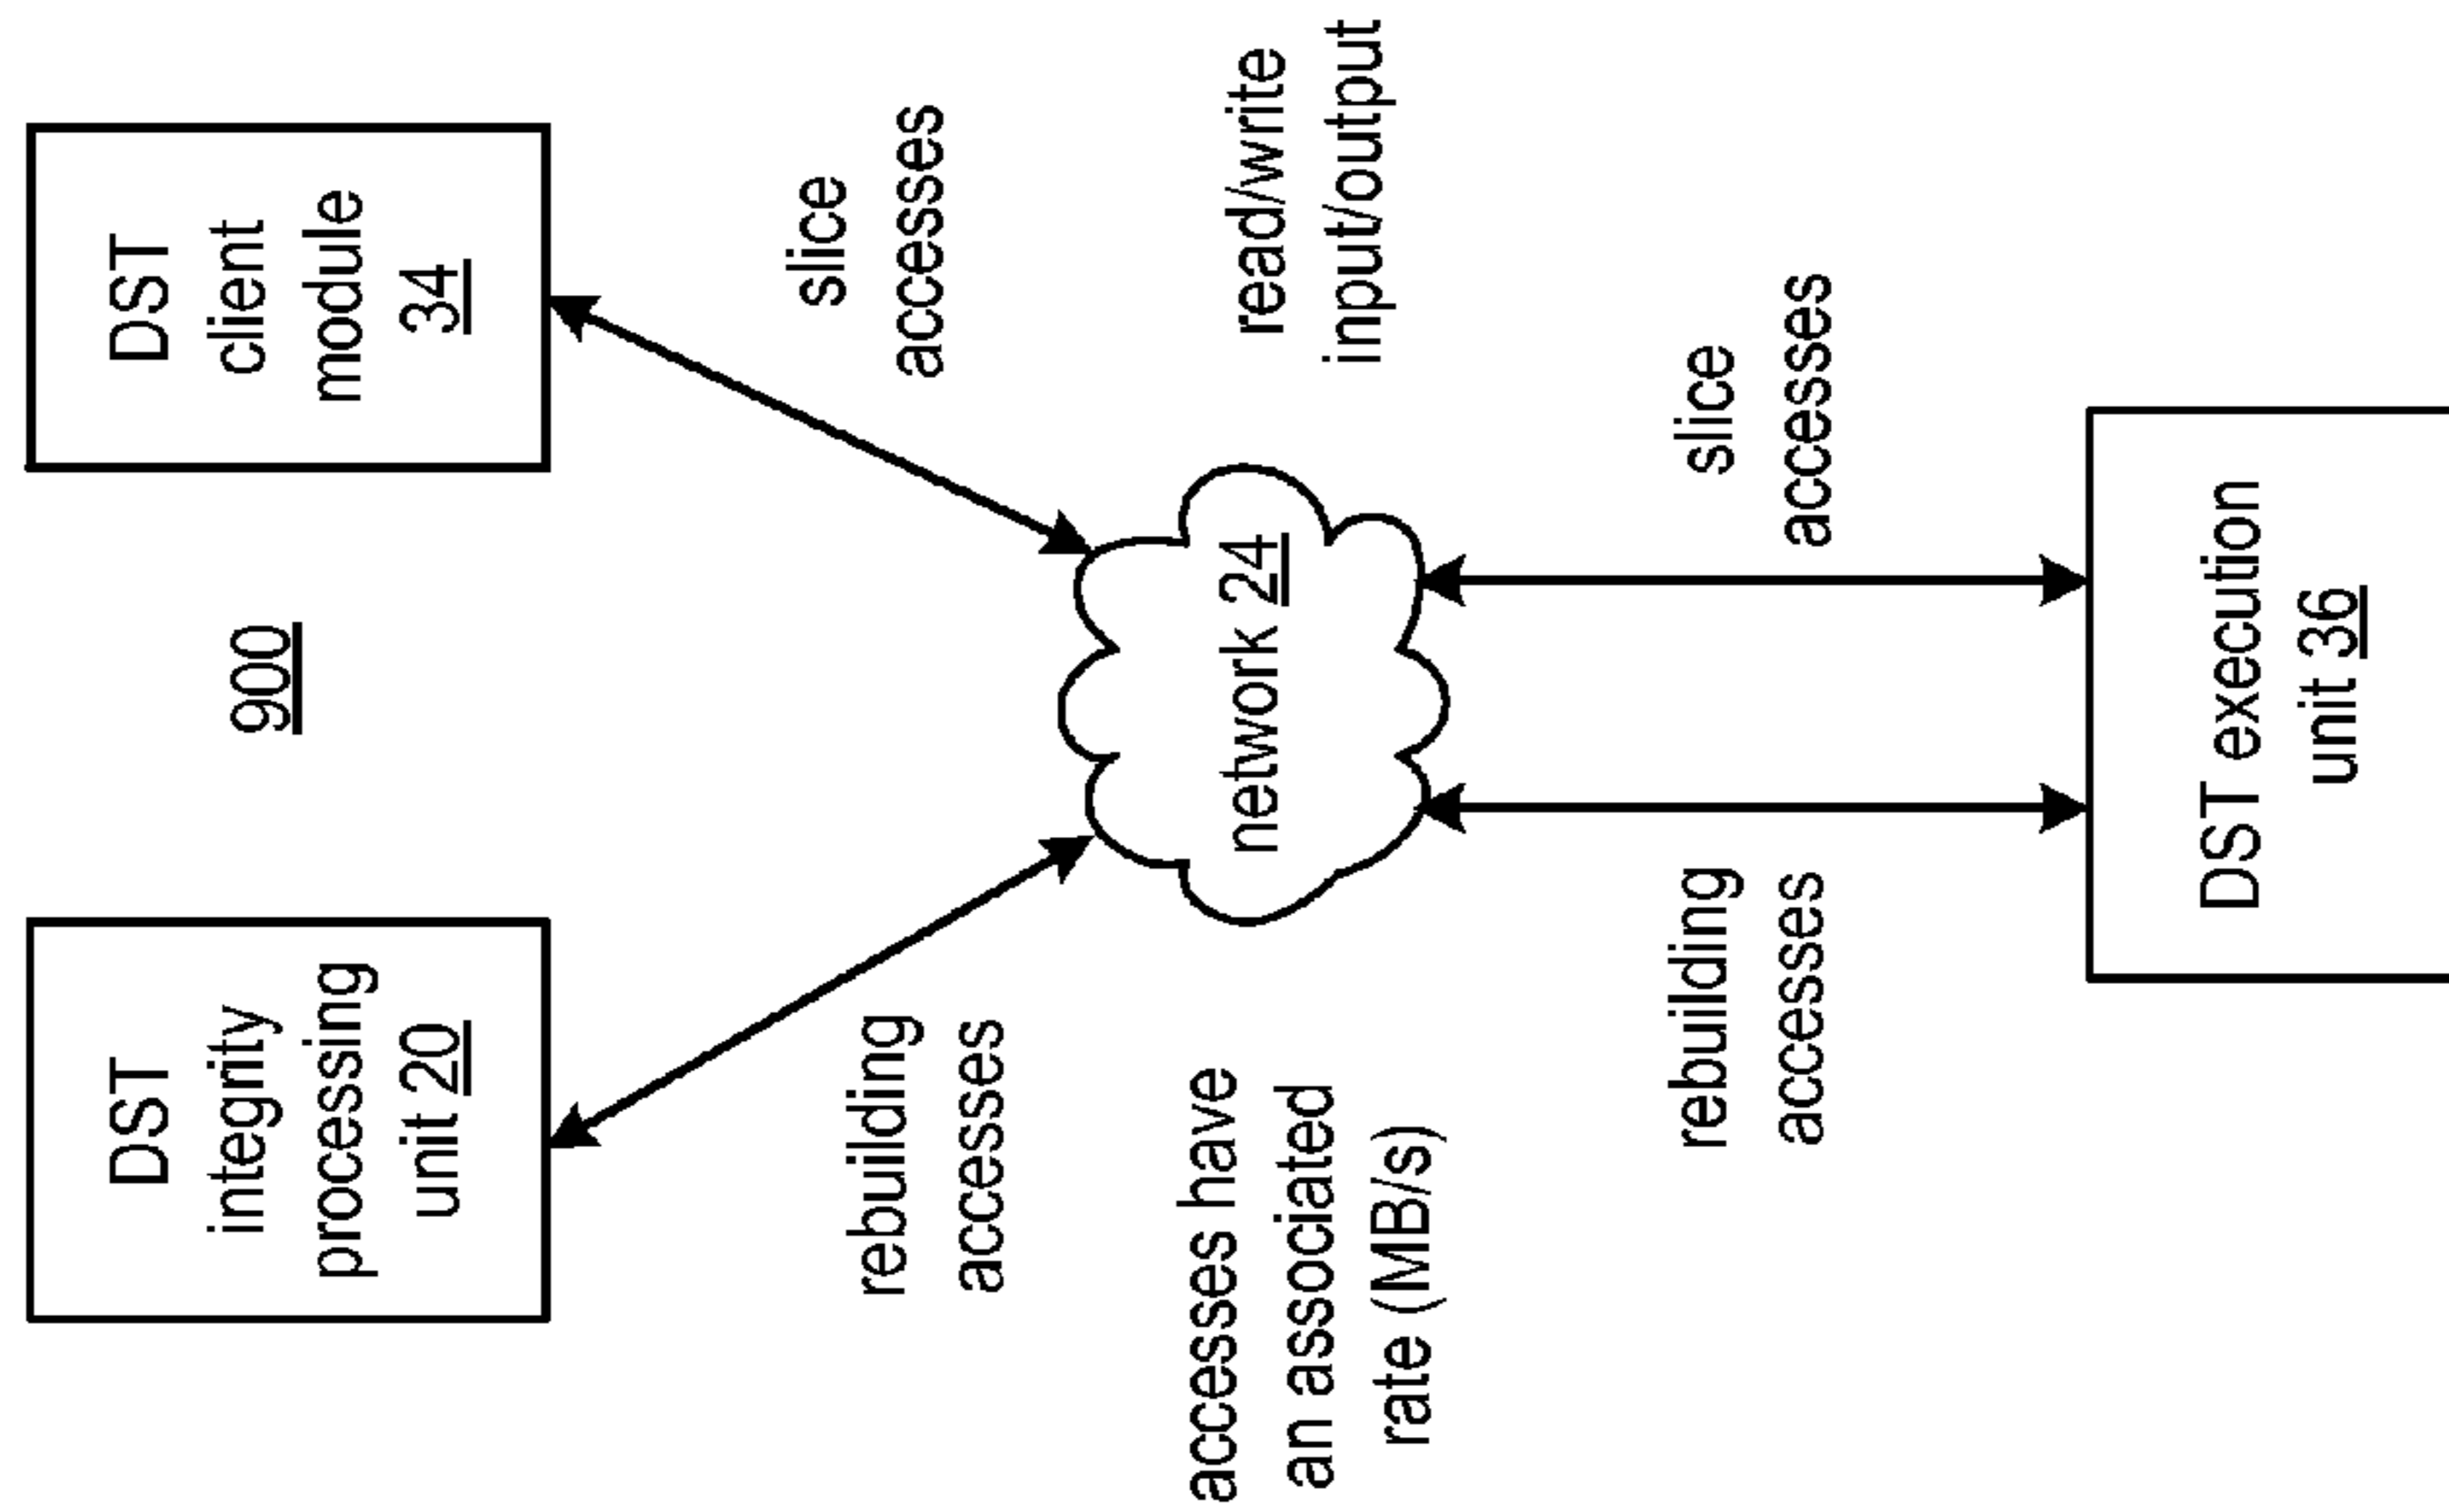 DST
integrity
processing
unit 20
900
DST
client
module
34
rebuilding
accesses
slice
accesses
accesses have
an associated
rate (MB/s)
network 24
read/write
input/output
rebuilding
accesses
slice
accesses
DST execution
unit 36